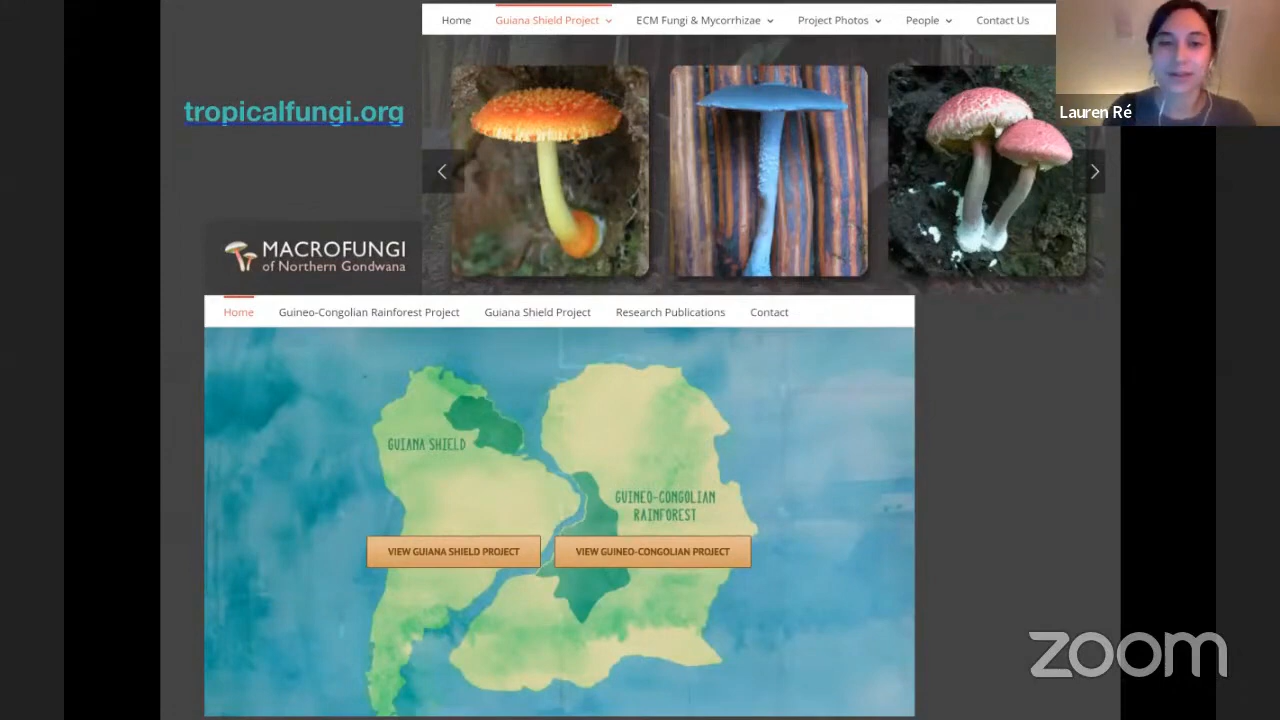 Home
Guiana Shield Project
ECM Fungi & Mycorrhizae
Project Photos
People
Contact Us
Lauren Ré
tropicalfungi.org
MACROFUNGI
of Northern Gondwana
Home
Guineo-Congolian Rainforest Project
Guiana Shield Project
Research Publications
Contact
GUIANA SHIELD
GUINEO-CONGOLIAN
RAINFOREST
VIEW GUIANA SHIELD PROJECT
VIEW GUINEO-CONGOLIAN PROJECT
zoom